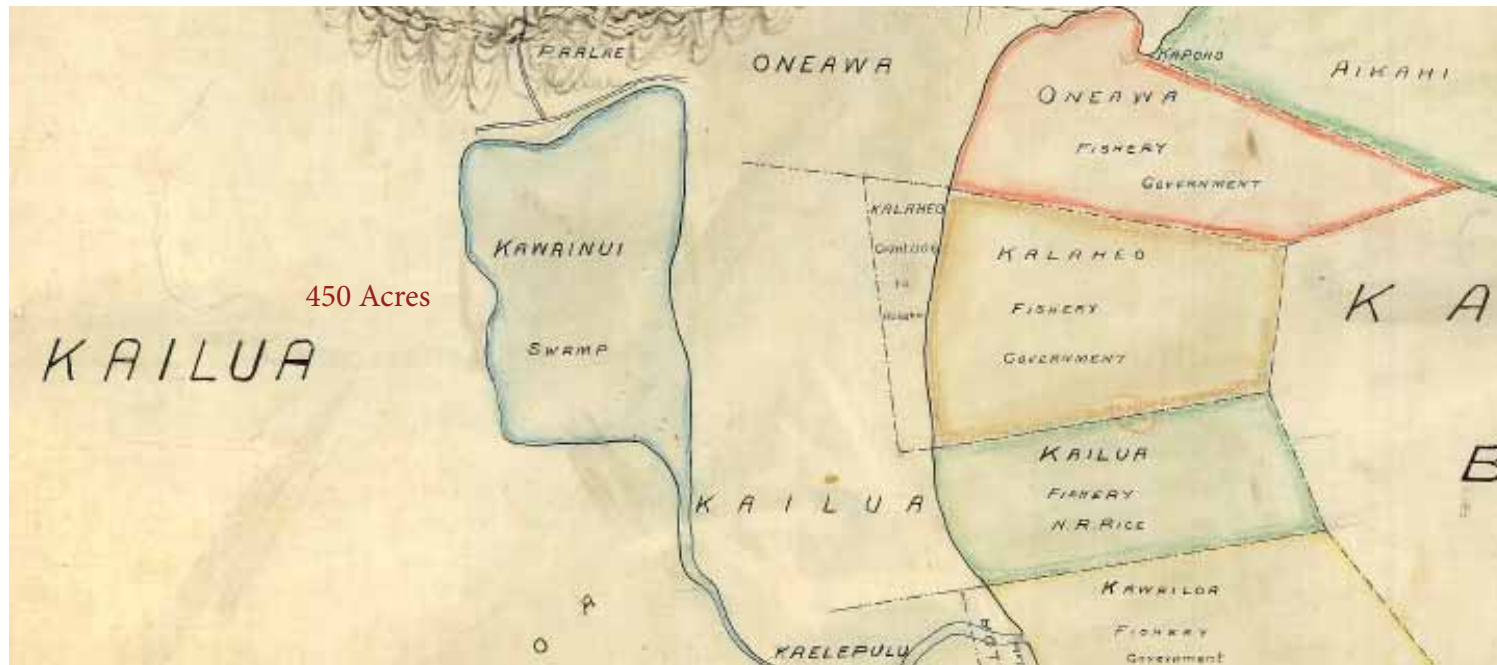 PAALAE
ONEAWA
KAPOHO
AIKAHI
ONEAWA
FISHERY
GOVERNMENT
KAWAINUI
SWAMP
450 Acres
KAILUA
KALAHEO
KALAHEO
FISHERY
GOVERNMENT
K A
KAILUA
KAILUA
FISHERY
N.R.RICE
B
KAWAILOA
FISHERY
Government
KAELEPULU